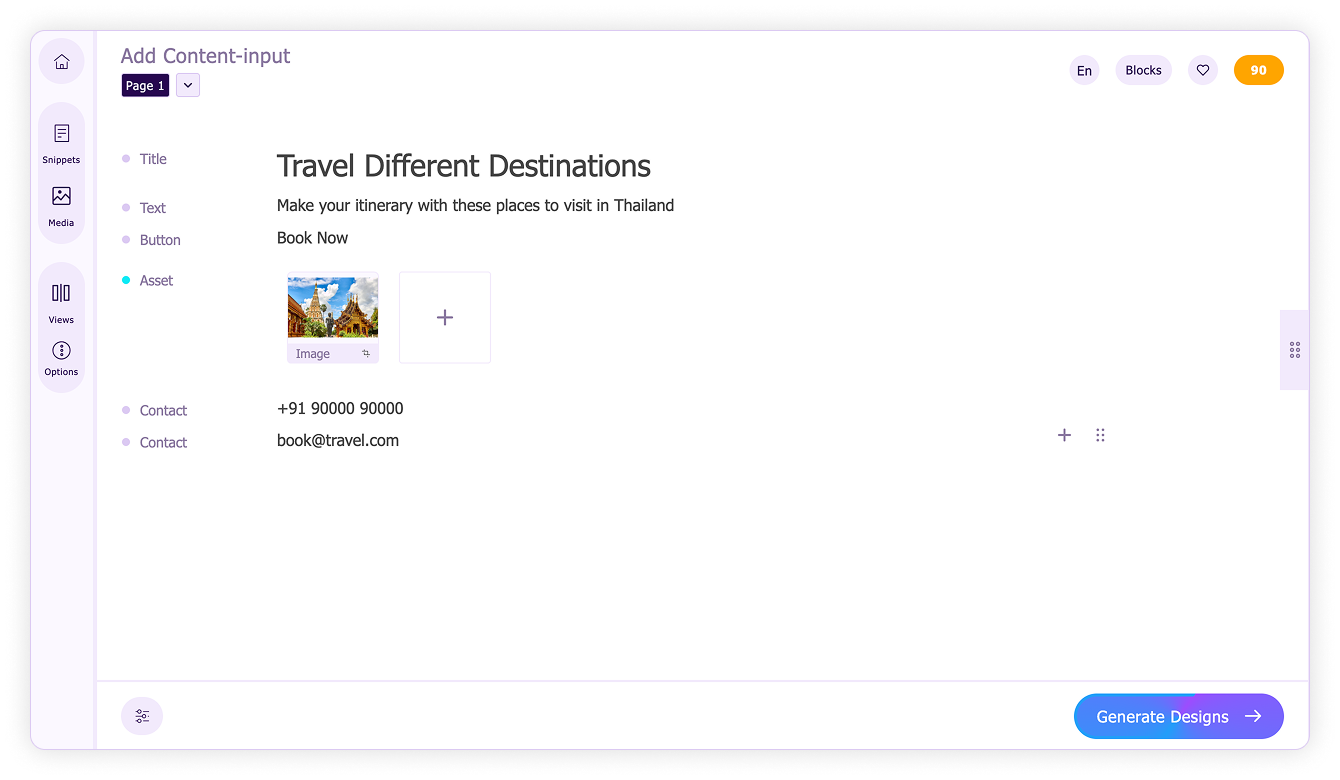 Add Content-input
Page 1
En
Blocks
90
Snippets
Media
Views
Options
Title
Travel Different Destinations
Text
Make your itinerary with these places to visit in Thailand
Button
Book Now
Asset
Image
Contact
+91 90000 90000
Contact
book@travel.com
Generate Designs